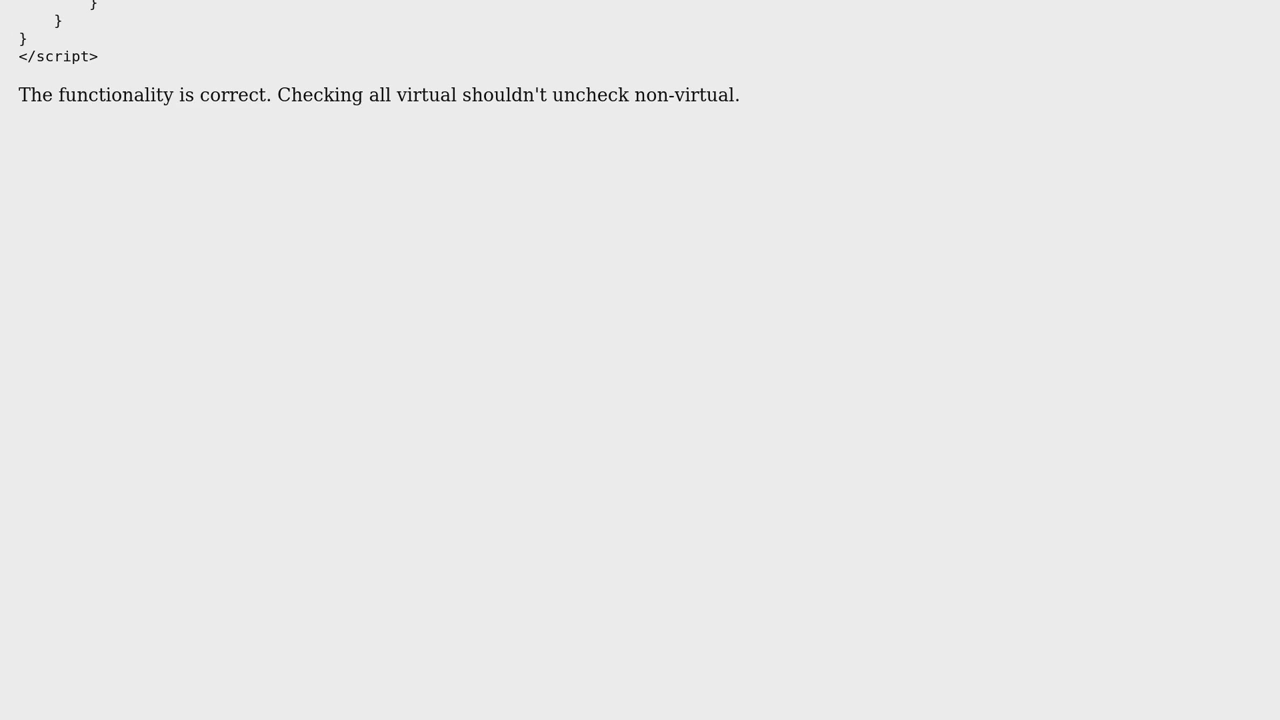 }
    }
}
</script>
The functionality is correct. Checking all virtual shouldn't uncheck non-virtual.